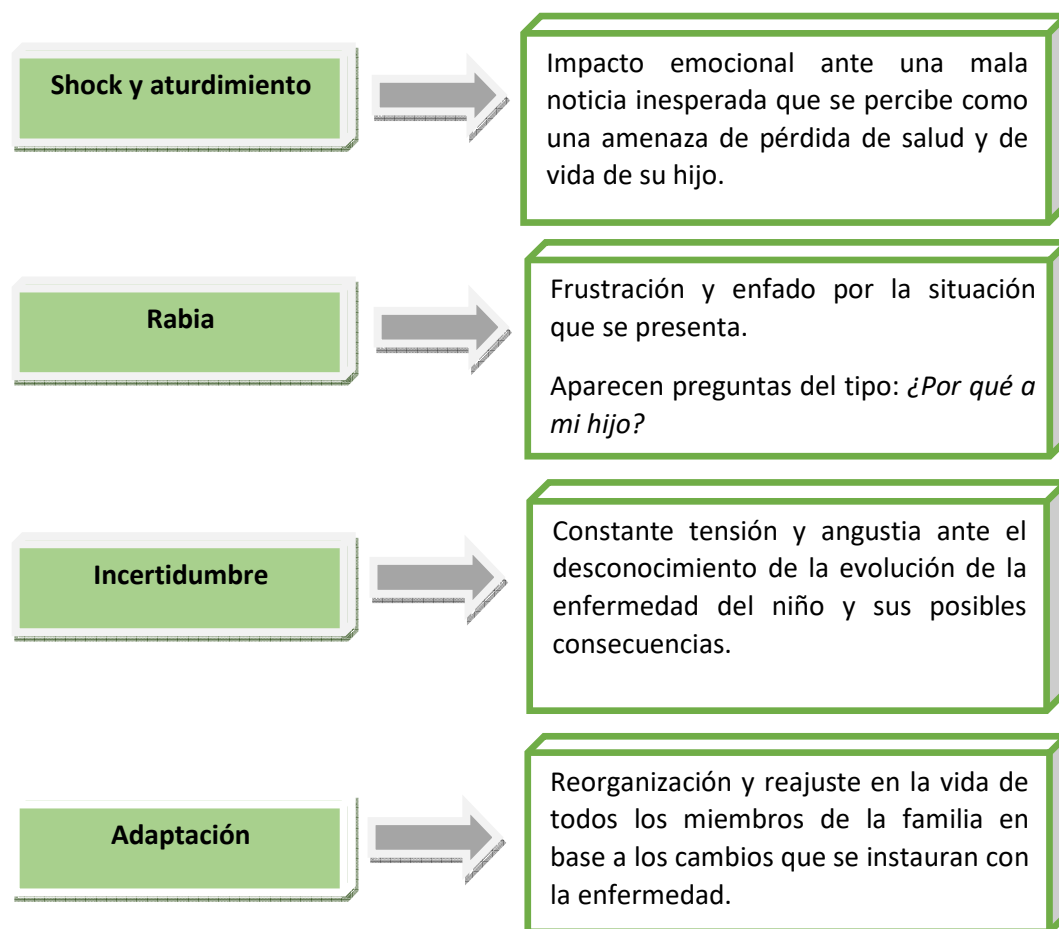 Shock y aturdimiento
Impacto emocional ante una mala
noticia inesperada que se percibe como
una amenaza de pérdida de salud y de
vida de su hijo.
Rabia
Frustración y enfado por la situación
que se presenta.
Aparecen preguntas del tipo: ¿Por qué a
mi hijo?
Incertidumbre
Constante tensión y angustia ante el
desconocimiento de la evolución de la
enfermedad del niño y sus posibles
consecuencias.
Adaptación
Reorganización y reajuste en la vida de
todos los miembros de la familia en
base a los cambios que se instauran con
la enfermedad.